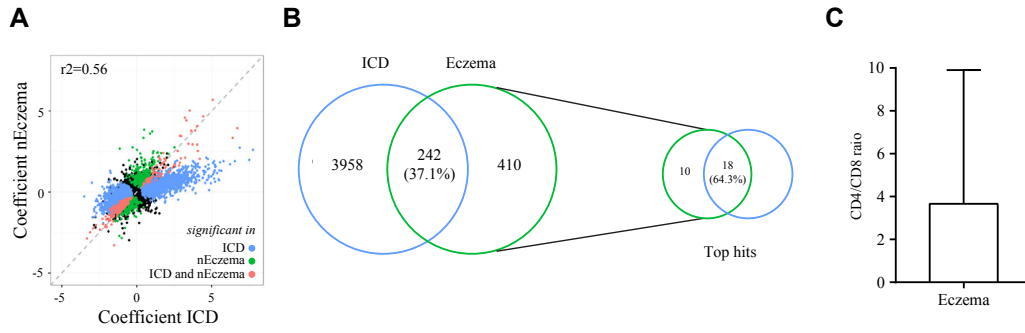 A
r2=0.56
Coefficient nEczema
5
0
-5
-5
0
5
Coefficient ICD
significant in
ICD
nEczema
ICD and nEczema
B
ICD
Eczema
3958
242
(37.1%)
410
10
18
(64.3%)
Top hits
C
CD4/CD8 raio
10
8
6
4
2
0
Eczema